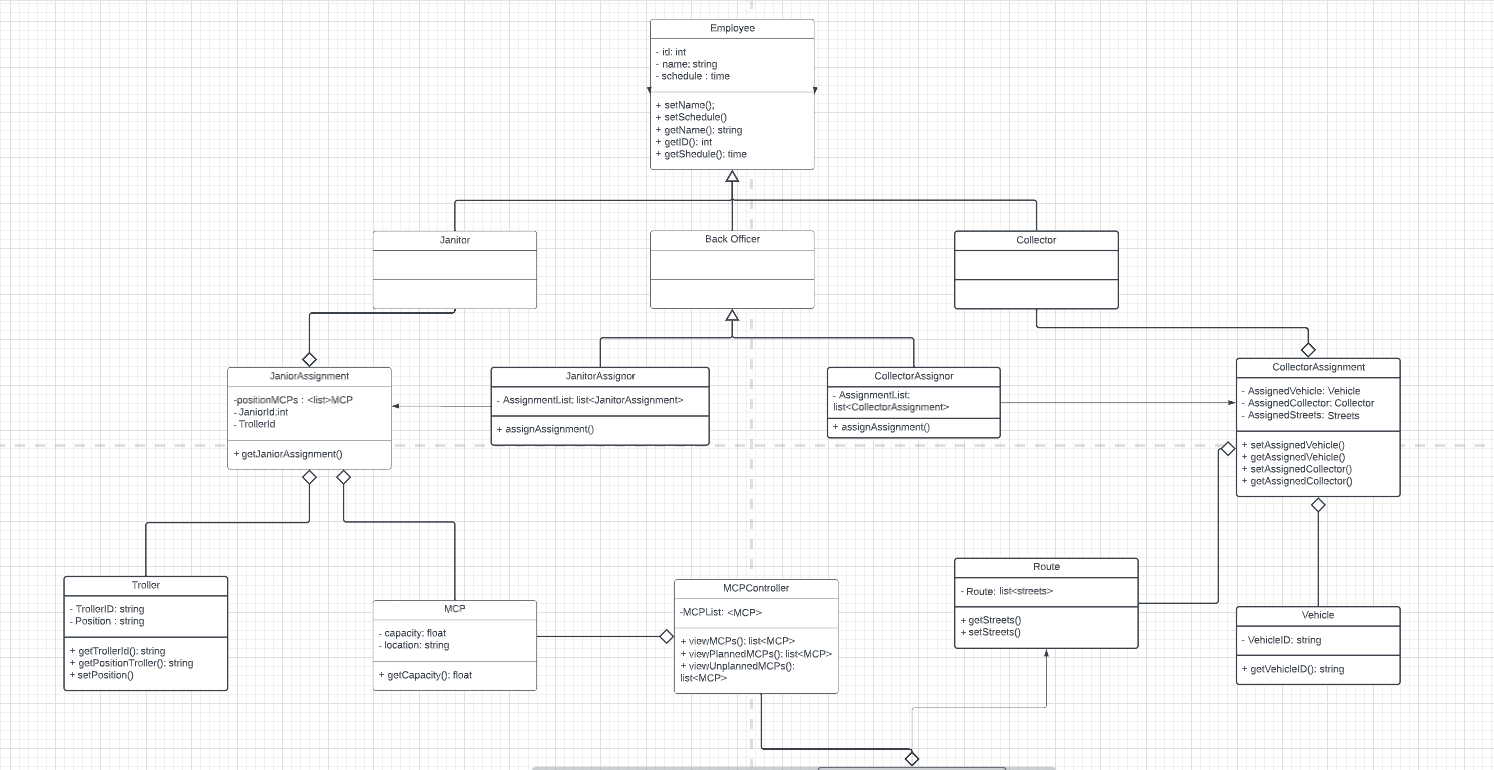 Employee
- id: int
- name: string
- schedule : time
+ setName();
+ setSchedule()
+ getName(): string
+ getID(): int
+ getShedule(): time
Janitor
Back Officer
Collector
JaniorAssignment
-positionMCPs : <list>MCP
- JaniorId:int
- TrollerId
+ getJaniorAssignment()
JanitorAssignor
- AssignmentList: list<JanitorAssignment>
+ assignAssignment()
CollectorAssignor
- AssignmentList:
list<CollectorAssignment>
+ assignAssignment()
CollectorAssignment
- AssignedVehicle: Vehicle
- AssignedCollector: Collector
- AssignedStreets: Streets
+ setAssignedVehicle()
+ getAssignedVehicle()
+ setAssignedCollector()
+ getAssignedCollector()
Troller
- TrollerID: string
- Position : string
+ getTrollerId(): string
+ getPositionTroller(): string
+ setPosition()
MCP
- capacity: float
- location: string
+ getCapacity(): float
MCPController
-MCPList: <MCP>
+ viewMCPs(): list<MCP>
+ viewPlannedMCPs(): list<MCP>
+ viewUnplannedMCPs():
list<MCP>
Route
- Route: list<streets>
+ getStreets()
+ setStreets()
Vehicle
- VehicleID: string
+ getVehicleID(): string